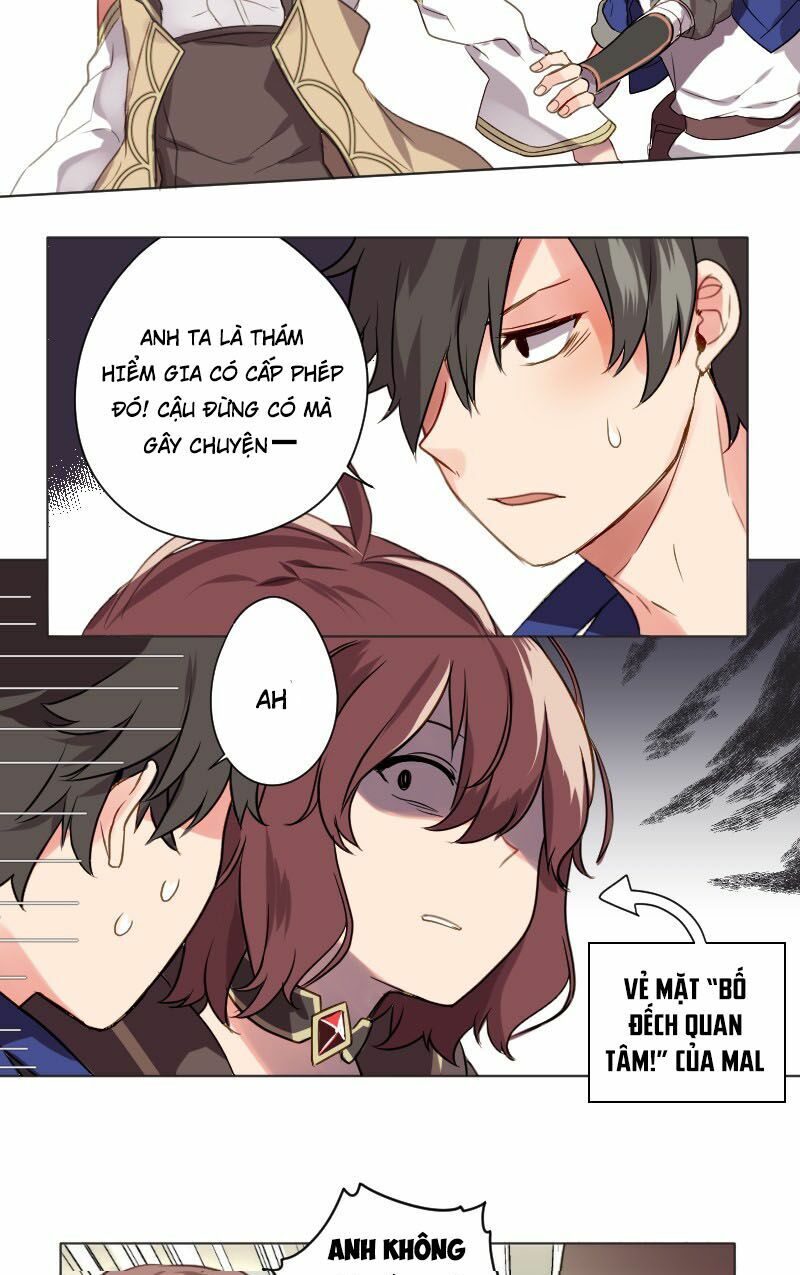 ANH TA LÀ THÁM
HIỂM GIA CÓ CẤP PHÉP
ĐÓ! CẬU ĐỪNG CÓ MÀ
GÂY CHUYỆN —
AH
VẺ MẶT “BỐ
ĐẾCH QUAN
TÂM!” CỦA MAL
ANH KHÔNG